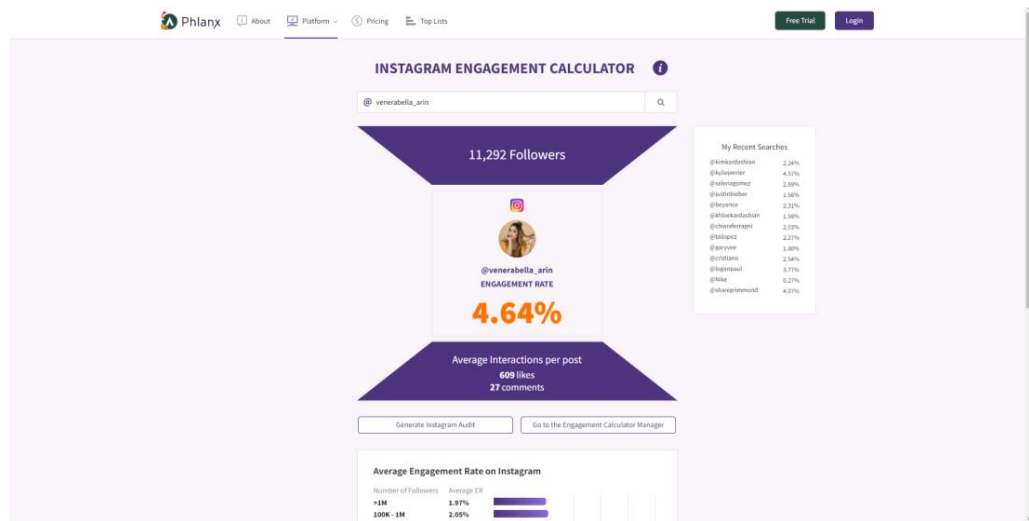 Phlanx
About
Platform
Pricing
Top Lists
Free Trial
Login
INSTAGRAM ENGAGEMENT CALCULATOR
i
@ venerabella_arin
11,292 Followers
@venerabella_arin
ENGAGEMENT RATE
4.64%
Average Interactions per post
609 likes
27 comments
Generate Instagram Audit
Go to the Engagement Calculator Manager
My Recent Searches
@kimkardashian 2.24%
@kyliejenner 4.57%
@selenagomez 2.69%
@justinbieber 1.98%
@beyonce 2.31%
@khloekardashian 1.59%
@chiaraferragni 2.03%
@tailopez 2.27%
@garyvee 1.60%
@cristiano 2.54%
@loganpaul 3.77%
@Nike 0.27%
@shanigrimmond 4.07%
Average Engagement Rate on Instagram
Number of Followers Average ER
>1M 1.97%
100K - 1M 2.05%